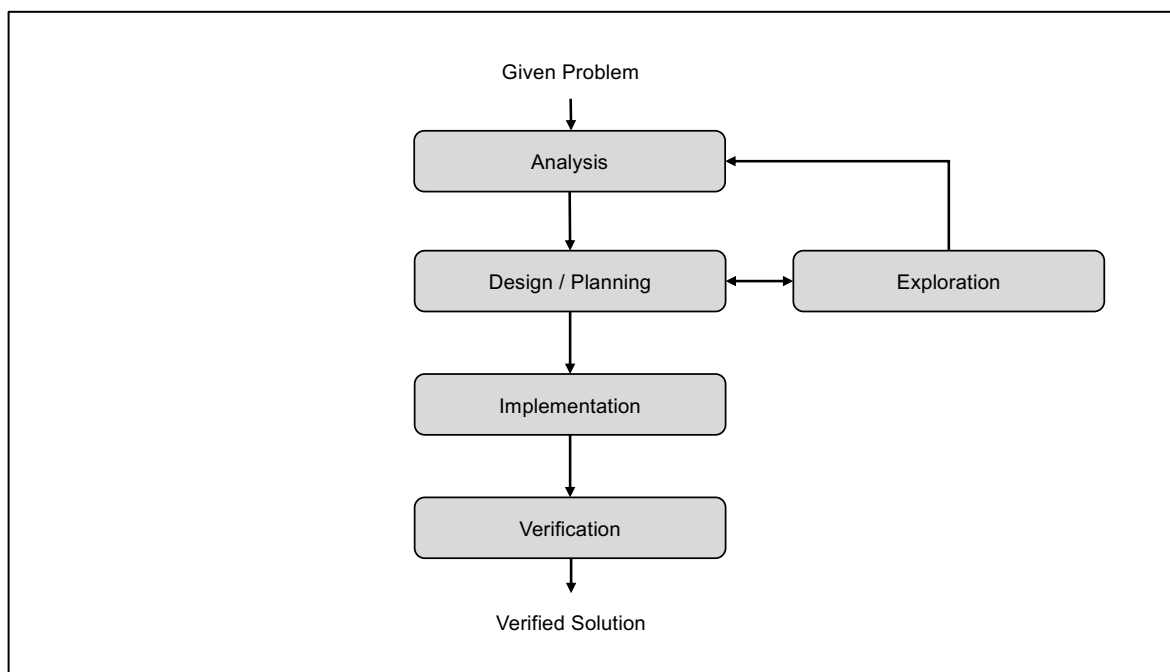 Given Problem
Analysis
Design / Planning
Exploration
Implementation
Verification
Verified Solution